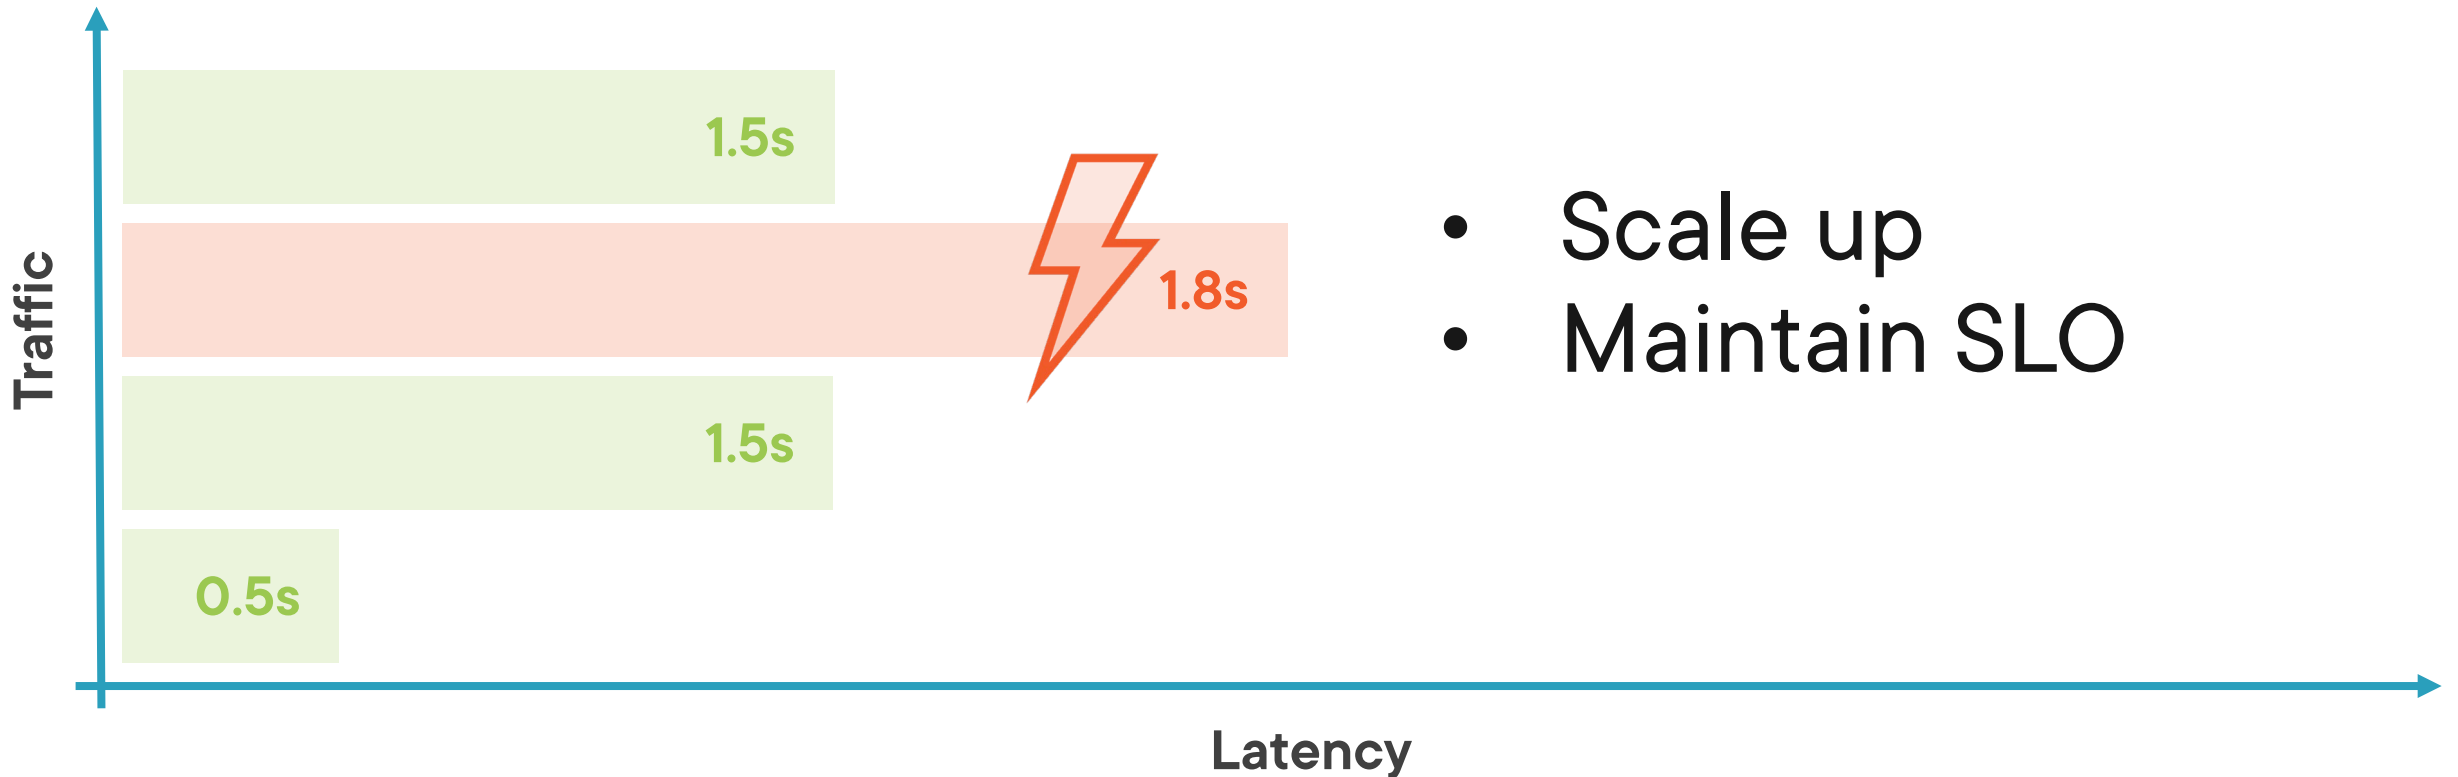 Traffic
1.5s
1.8s
1.5s
0.5s
• Scale up
• Maintain SLO
Latency